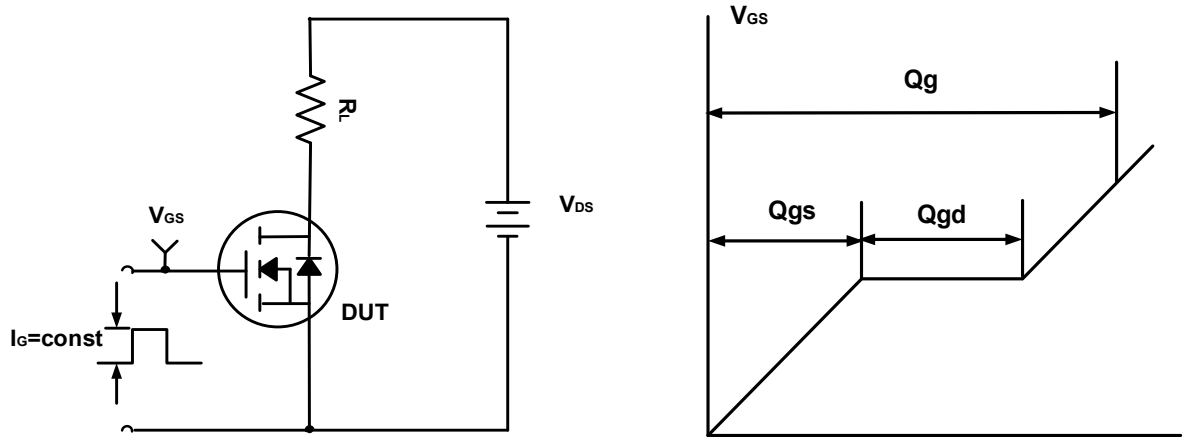 RL
VGS
VDS
DUT
IG=const
VGS
Qg
Qgs
Qgd